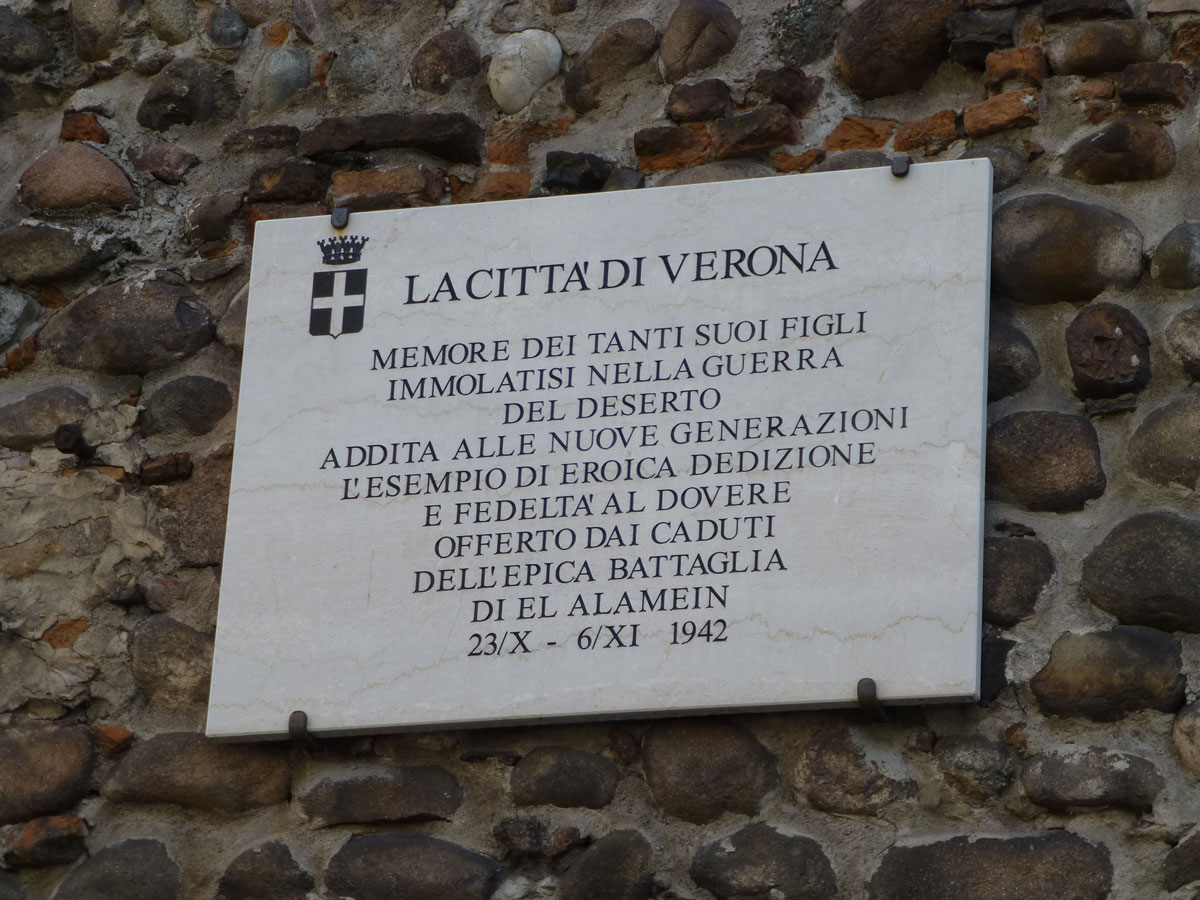 LA CITTA' DI VERONA
MEMORE DEI TANTI SUOI FIGLI
IMMOLATISI NELLA GUERRA
DEL DESERTO
ADDITA ALLE NUOVE GENERAZIONI
L'ESEMPIO DI EROICA DEDIZIONE
E FEDELTA' AL DOVERE
OFFERTO DAI CADUTI
DELL'EPICA BATTAGLIA
DI EL ALAMEIN
23/X - 6/XI 1942